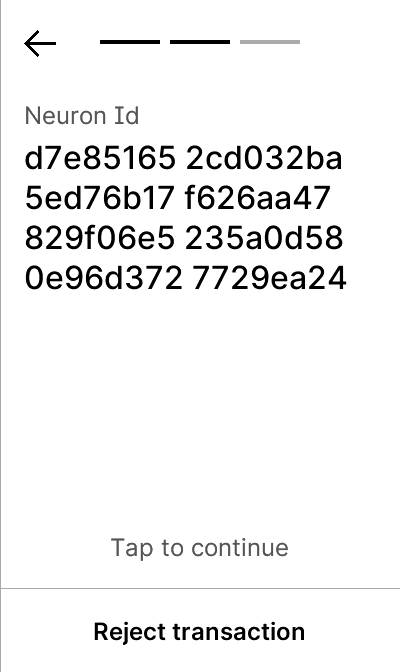 Neuron Id
d7e85165 2cd032ba
5ed76b17 f626aa47
829f06e5 235a0d58
0e96d372 7729ea24
Tap to continue
Reject transaction